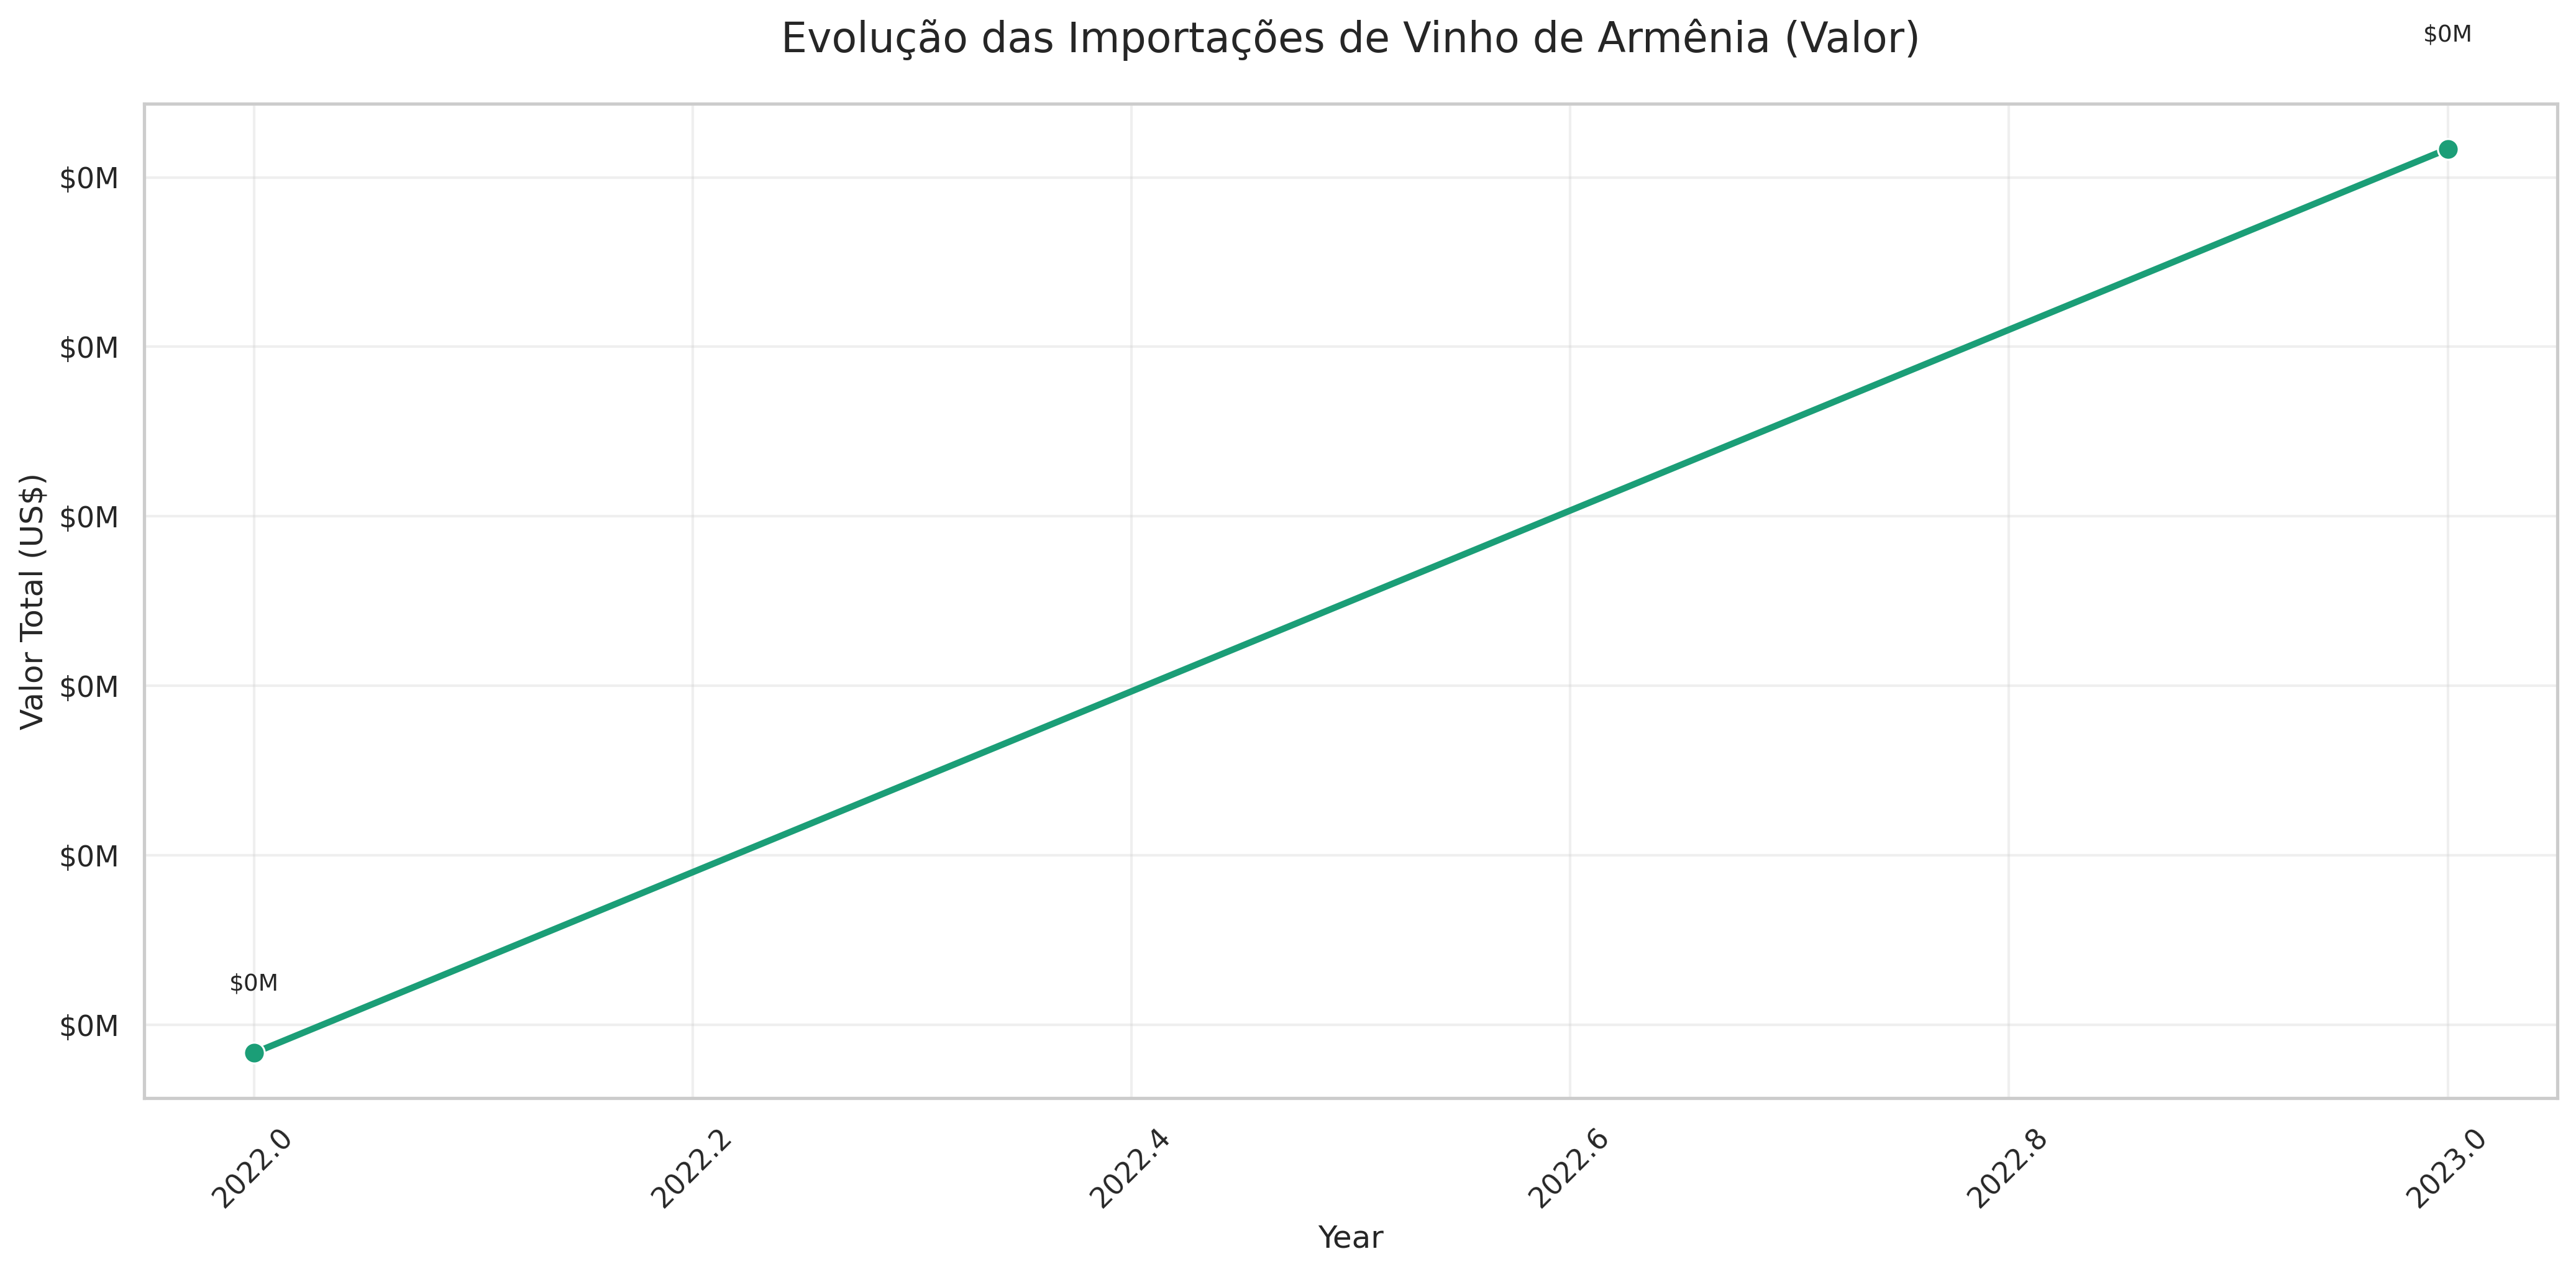 Evolução das Importações de Vinho de Armênia (Valor)
$0M
$0M
$0M
$0M
$0M
$0M
$0M
$0M
Valor Total (US$)
2022.0
2022.2
2022.4
2022.6
2022.8
2023.0
Year